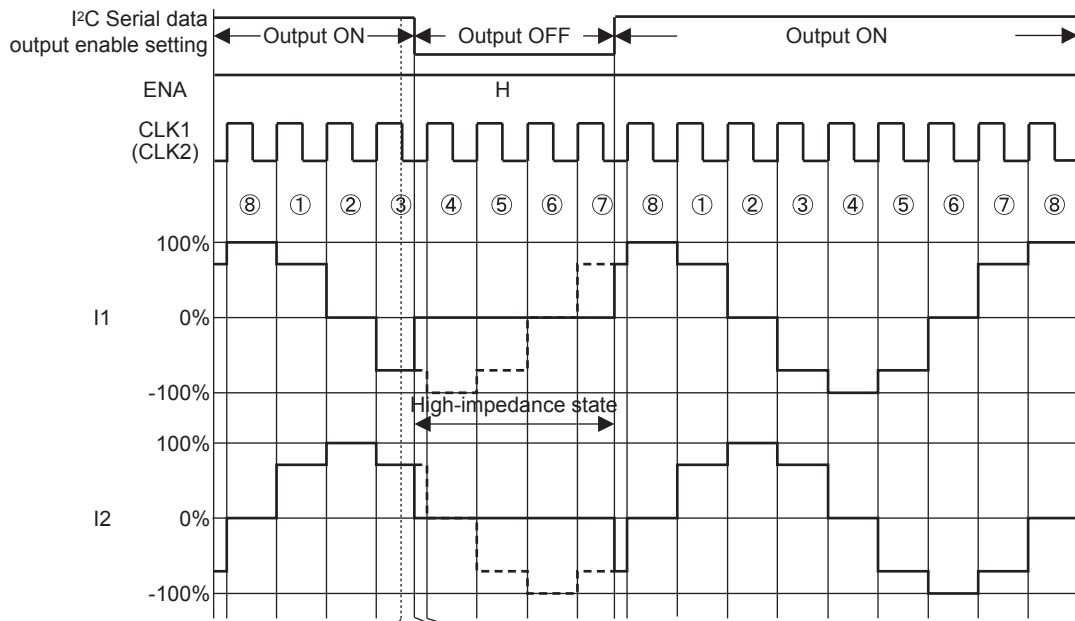 I²C Serial data
output enable setting
Output ON
Output OFF
Output ON
ENA
H
CLK1
(CLK2)
⑧ ① ② ③ ④ ⑤ ⑥ ⑦ ⑧ ① ② ③ ④ ⑤ ⑥ ⑦ ⑧
100%
I1
0%
-100%
High-impedance state
100%
I2
0%
-100%